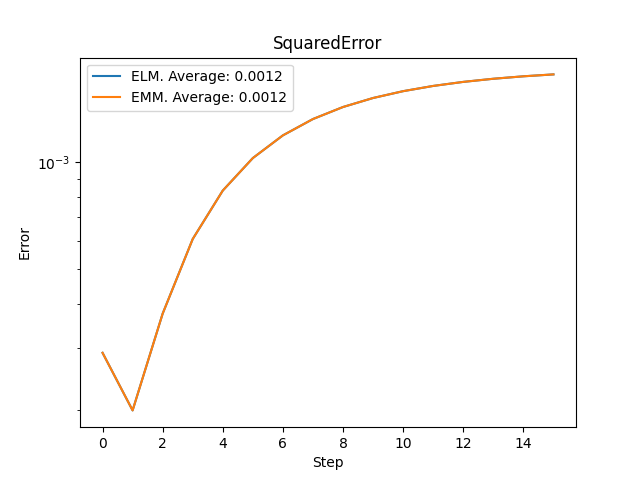 SquaredError
ELM. Average: 0.0012
EMM. Average: 0.0012
10⁻³
Error
0 2 4 6 8 10 12 14
Step